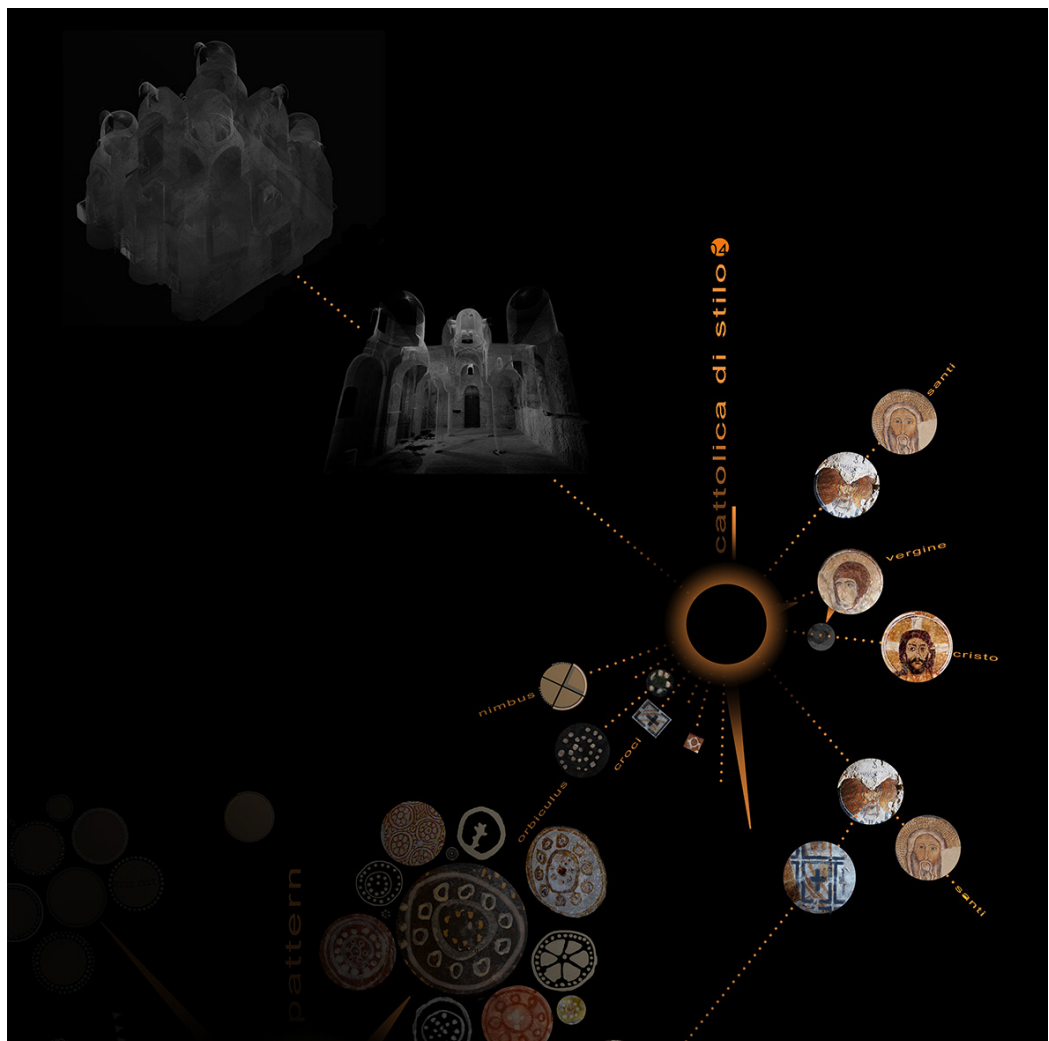 04
cattolica di stilo
santi
vergine
cristo
nimbus
croci
orbiculus
pattern
santi